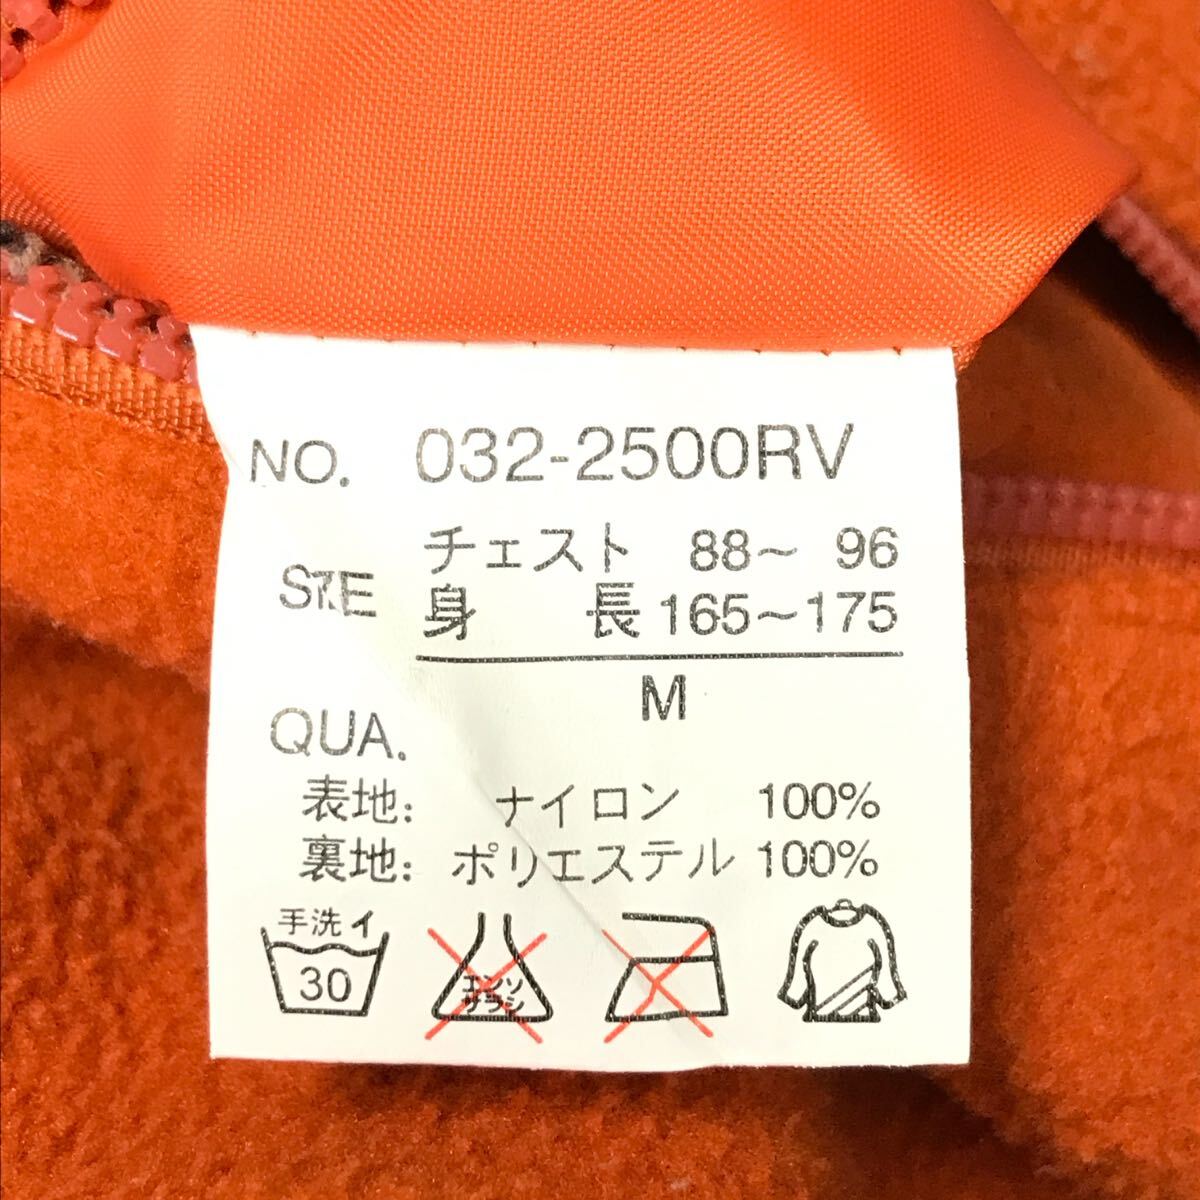 NO. 032-2500RV
チェスト 88～ 96
SIZE 身 長 165～175
M
QUA.
表地: ナイロン 100%
裏地: ポリエステル 100%
手洗イ
30
エンソ
サラシ